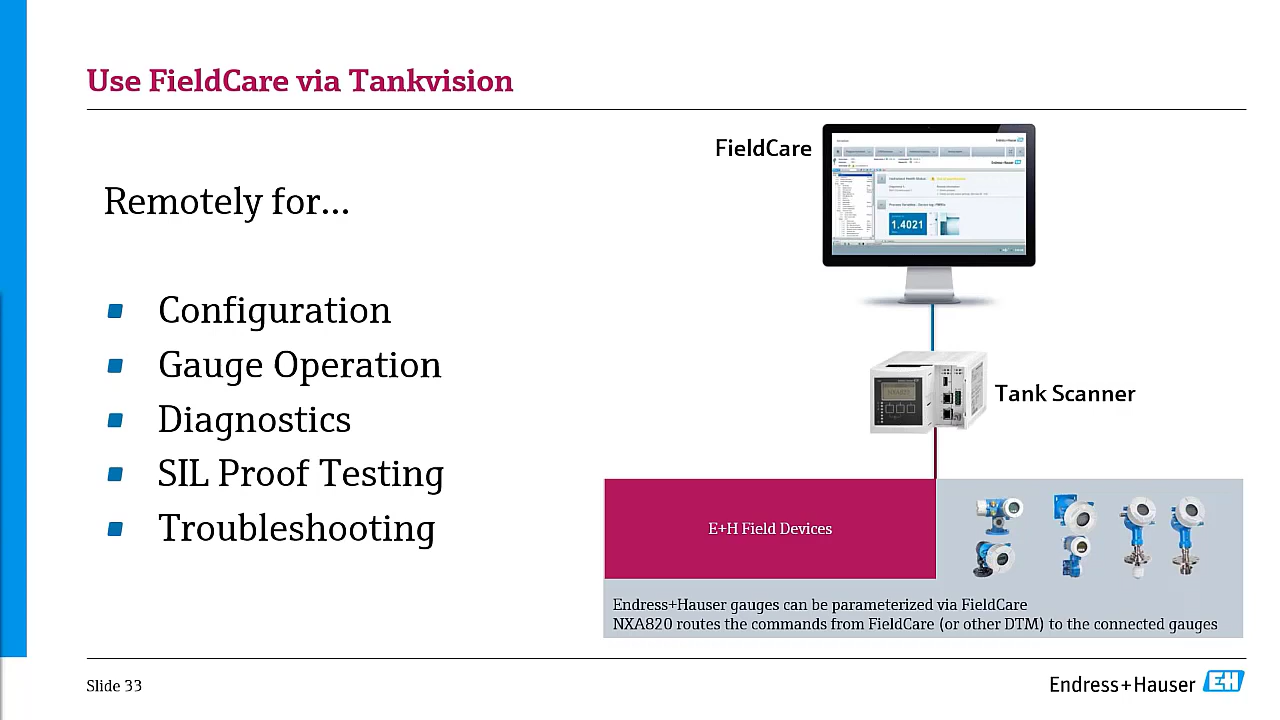 Use FieldCare via Tankvision
FieldCare
Remotely for...
1.4021
Configuration
Gauge Operation
Diagnostics
SIL Proof Testing
Troubleshooting
Tank Scanner
E+H Field Devices
Endress+Hauser gauges can be parameterized via FieldCare
NXA820 routes the commands from FieldCare (or other DTM) to the connected gauges
Slide 33
Endress+Hauser EH